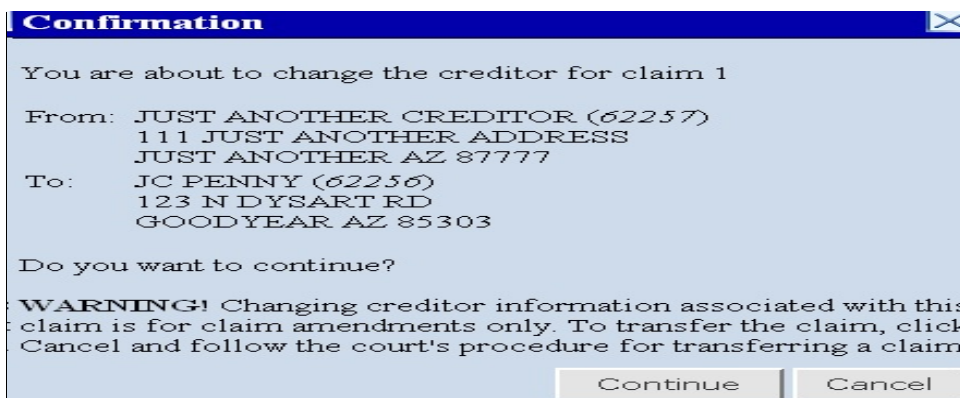 Confirmation
You are about to change the creditor for claim 1
From: JUST ANOTHER CREDITOR (62257)
111 JUST ANOTHER ADDRESS
JUST ANOTHER AZ 87777
To: JC PENNY (62256)
123 N DYSART RD
GOODYEAR AZ 85303
Do you want to continue?
WARNING! Changing creditor information associated with this
claim is for claim amendments only. To transfer the claim, click
Cancel and follow the court's procedure for transferring a claim
Continue Cancel